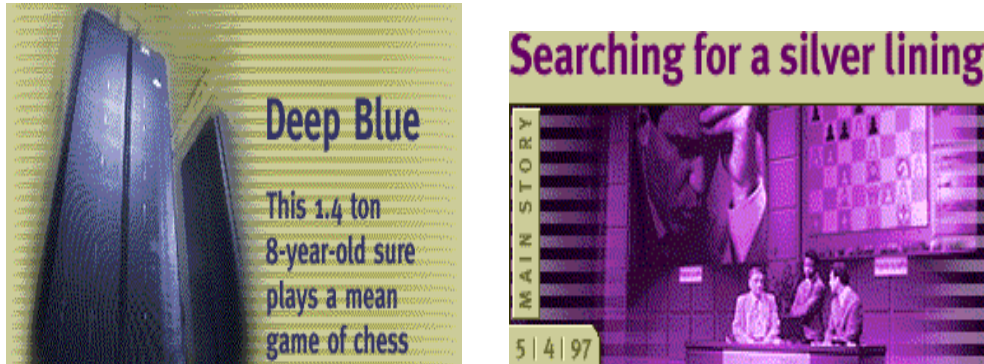 Deep Blue
This 1.4 ton
8-year-old sure
plays a mean
game of chess
Searching for a silver lining
MAIN STORY
5|4|97